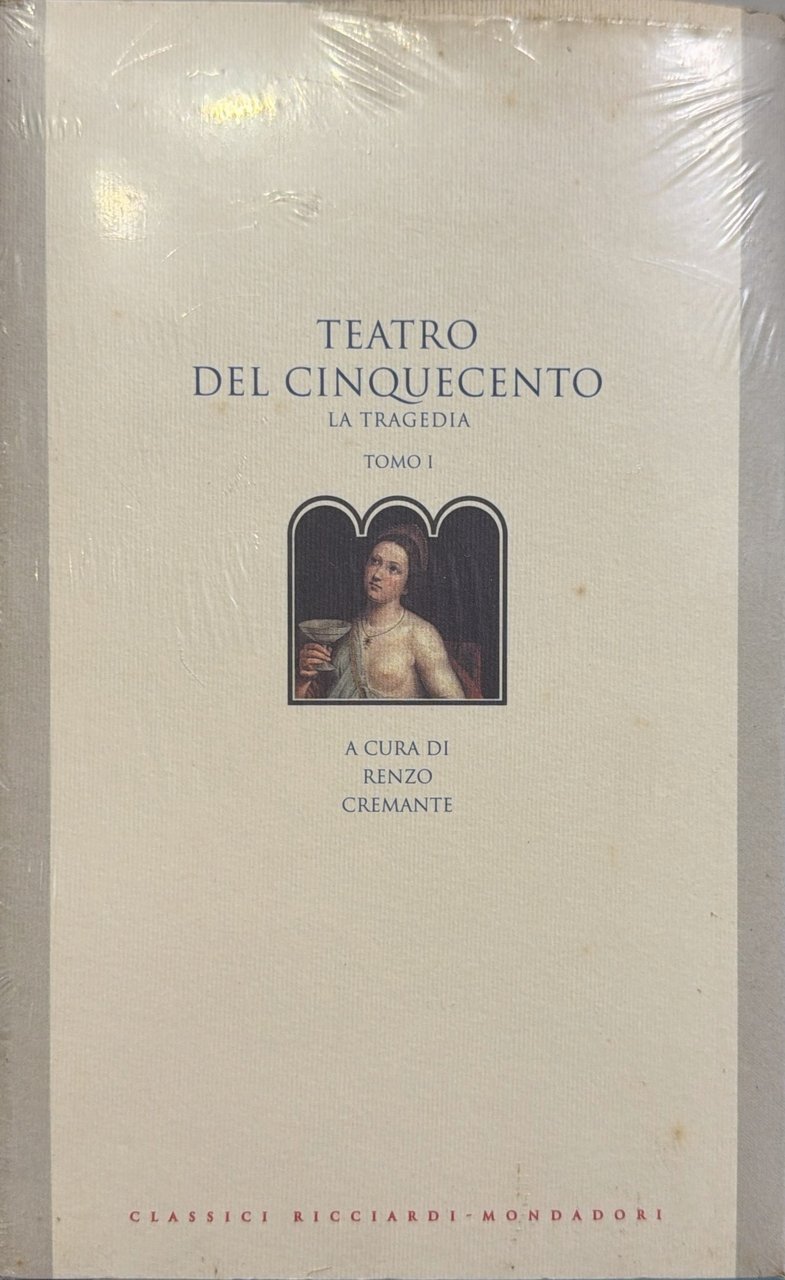 TEATRO
DEL CINQUECENTO
LA TRAGEDIA
TOMO I
A CURA DI
RENZO
CREMANTE
CLASSICI RICCIARDI-MONDADORI